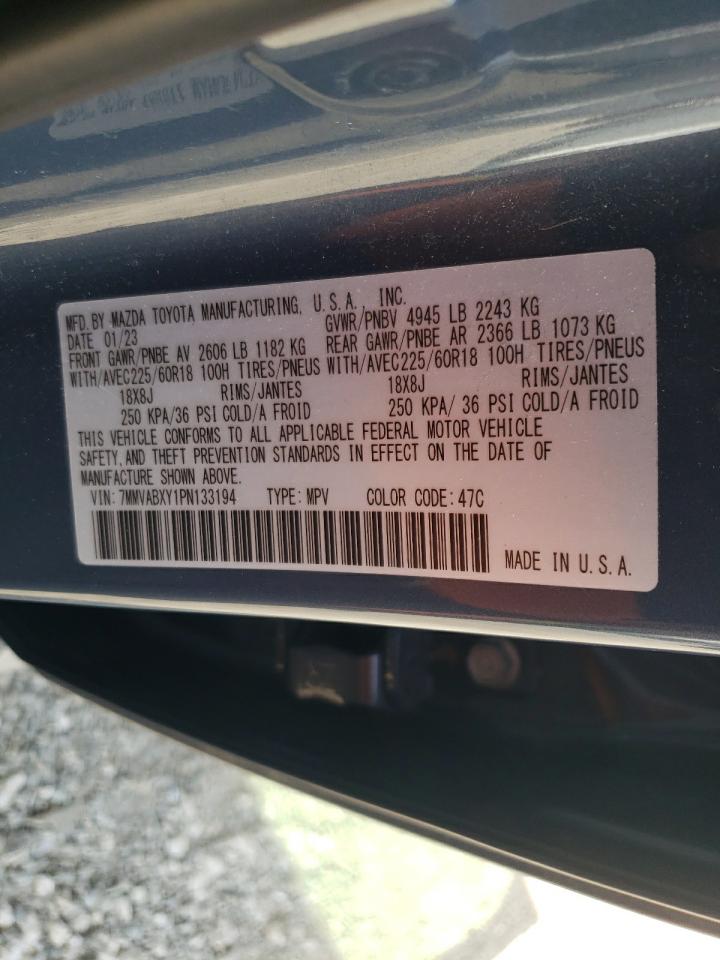 MFD. BY MAZDA TOYOTA MANUFACTURING, U.S.A., INC.
DATE 01/23 GVWR/PNBV 4945 LB 2243 KG
FRONT GAWR/PNBE AV 2606 LB 1182 KG REAR GAWR/PNBE AR 2366 LB 1073 KG
WITH/AVEC225/60R18 100H TIRES/PNEUS WITH/AVEC225/60R18 100H TIRES/PNEUS
18X8J RIMS/JANTES 18X8J RIMS/JANTES
250 KPA/36 PSI COLD/A FROID 250 KPA/ 36 PSI COLD/A FROID
THIS VEHICLE CONFORMS TO ALL APPLICABLE FEDERAL MOTOR VEHICLE
SAFETY, AND THEFT PREVENTION STANDARDS IN EFFECT ON THE DATE OF
MANUFACTURE SHOWN ABOVE.
VIN: 7MMVABXY1PN133194 TYPE: MPV COLOR CODE: 47C
MADE IN U.S.A.